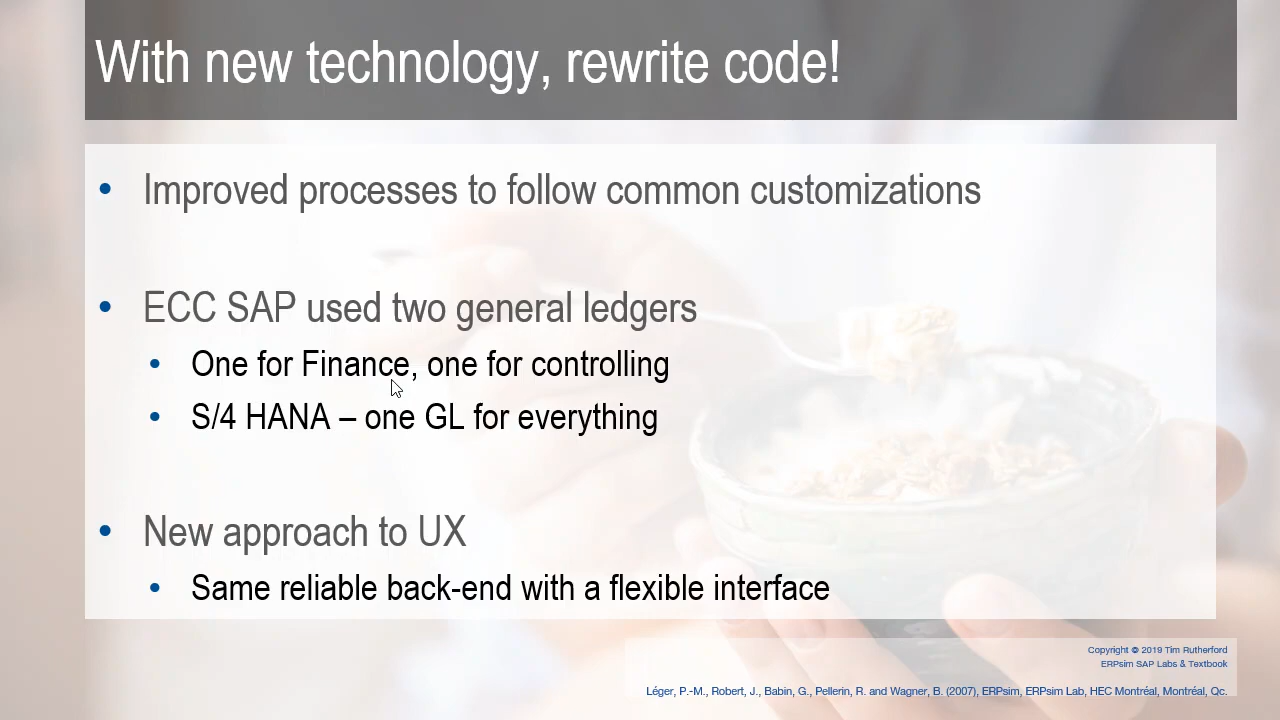 With new technology, rewrite code!
• Improved processes to follow common customizations
• ECC SAP used two general ledgers
• One for Finance, one for controlling
• S/4 HANA – one GL for everything
• New approach to UX
• Same reliable back-end with a flexible interface
Copyright © 2019 Tim Rutherford
ERPsim SAP Labs & Textbook
Léger, P.-M., Robert, J., Babin, G., Pellerin, R. and Wagner, B. (2007), ERPsim, ERPsim Lab, HEC Montréal, Montréal, Qc.